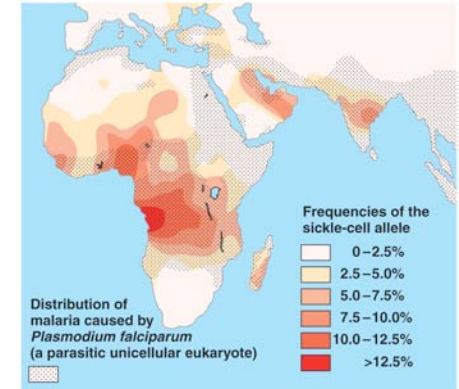 Frequencies of the
sickle-cell allele
0–2.5%
2.5–5.0%
5.0–7.5%
7.5–10.0%
10.0–12.5%
>12.5%
Distribution of
malaria caused by
Plasmodium falciparum
(a parasitic unicellular eukaryote)